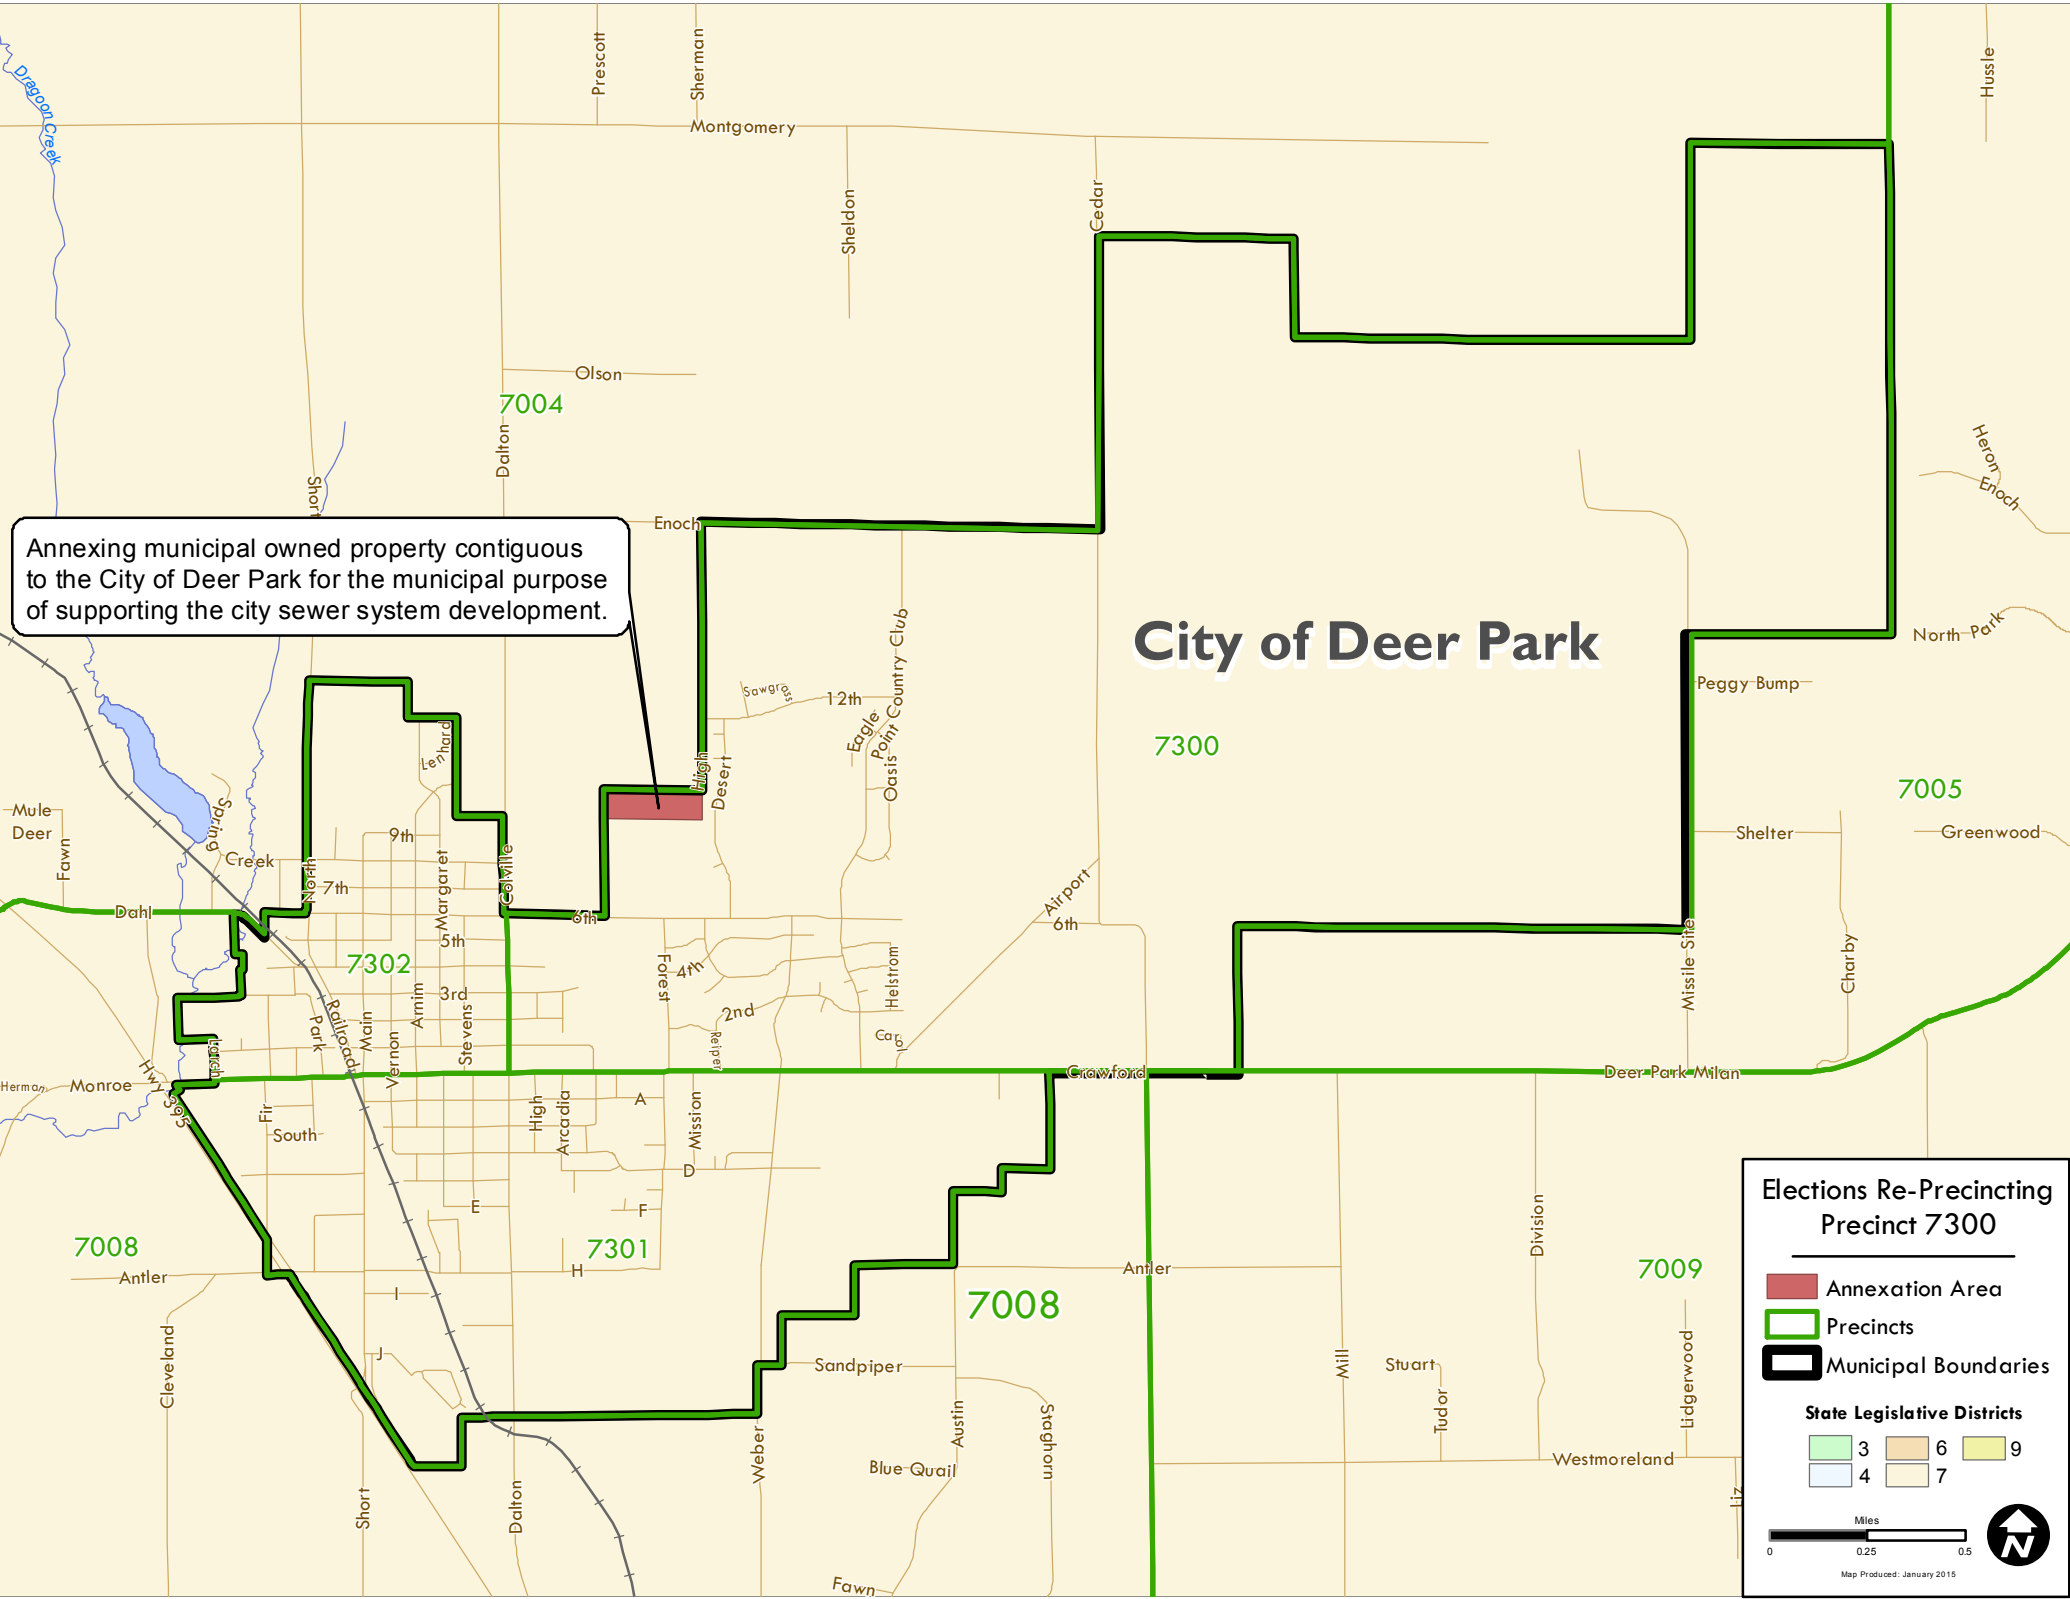 Prescott
Sherman
Hussle
Dragoon Creek
Montgomery
Sheldon
Cedar
Olson
7004
Dalton
Short
Heron
Enoch
Enoch
Annexing municipal owned property contiguous
to the City of Deer Park for the municipal purpose
of supporting the city sewer system development.
City of Deer Park
North Park
Peggy Bump
Sawgrass
12th
Eagle
Point
Country Club
Oasis
7300
Lenhard
High
Desert
7005
Mule
Deer
Fawn
Spring
Creek
9th
7th
North
Margaret
Colville
Shelter
Greenwood
Dahl
6th
Airport
6th
5th
7302
4th
3rd
2nd
Forest
Helstrom
Missile Site
Charby
Park
Railroad
Main
Vernon
Arnim
Stevens
Reiper
Carol
Larch
Hwy 395
Herman
Monroe
Crawford
Deer Park Milan
Fir
South
High
Arcadia
A
Mission
D
E
F
7008
Antler
7301
H
I
J
Antler
7008
Division
7009
Cleveland
Sandpiper
Mill
Stuart
Tudor
Lidgerwood
Weber
Austin
Staghorn
Blue Quail
Westmoreland
Liz
Short
Dalton
Fawn
Elections Re-Precincting
Precinct 7300
Annexation Area
Precincts
Municipal Boundaries
State Legislative Districts
3 6 9
4 7
Miles
0 0.25 0.5
N
Map Produced: January 2015